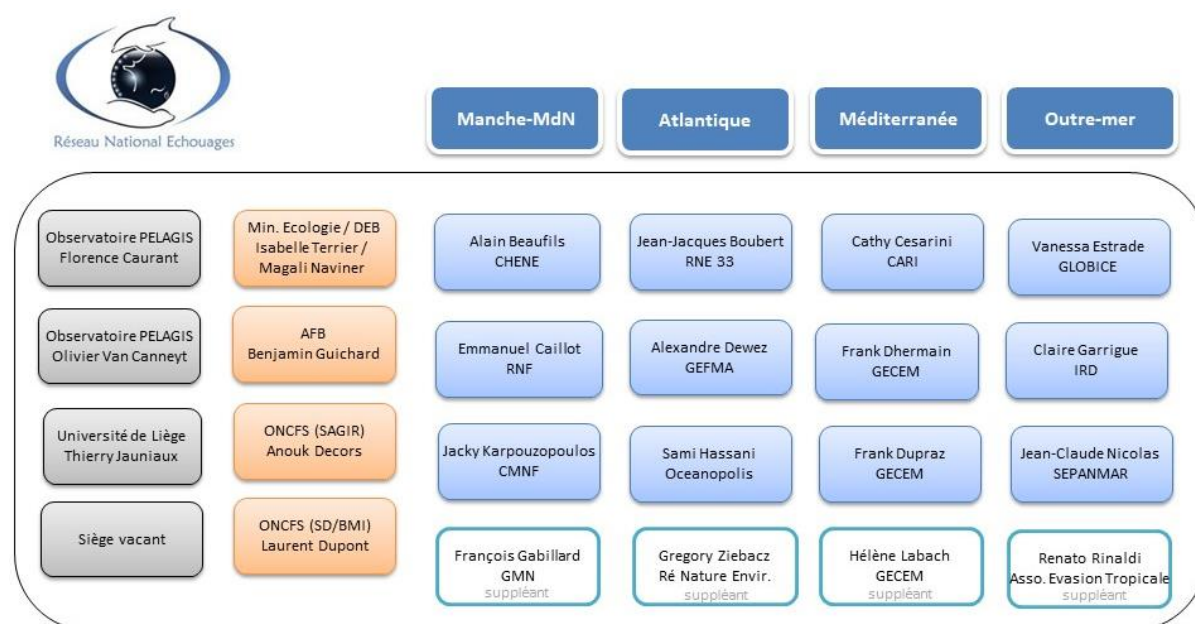 Réseau National Echouages
Manche-MdN
Atlantique
Méditerranée
Outre-mer
Observatoire PELAGIS
Florence Caurant
Min. Ecologie / DEB
Isabelle Terrier /
Magali Naviner
Alain Beaufils
CHENE
Jean-Jacques Boubert
RNE 33
Cathy Cesarini
CARI
Vanessa Estrade
GLOBICE
Observatoire PELAGIS
Olivier Van Canneyt
AFB
Benjamin Guichard
Emmanuel Caillot
RNF
Alexandre Dewez
GEFMA
Frank Dhermain
GECEM
Claire Garrigue
IRD
Université de Liège
Thierry Jauniaux
ONCFS (SAGIR)
Anouk Decors
Jacky Karpouzopoulos
CMNF
Sami Hassani
Oceanopolis
Frank Dupraz
GECEM
Jean-Claude Nicolas
SEPANMAR
Siège vacant
ONCFS (SD/BMI)
Laurent Dupont
François Gabillard
GMN
suppléant
Gregory Ziebacz
Ré Nature Envir.
suppléant
Hélène Labach
GECEM
suppléant
Renato Rinaldi
Asso. Evasion Tropicale
suppléant